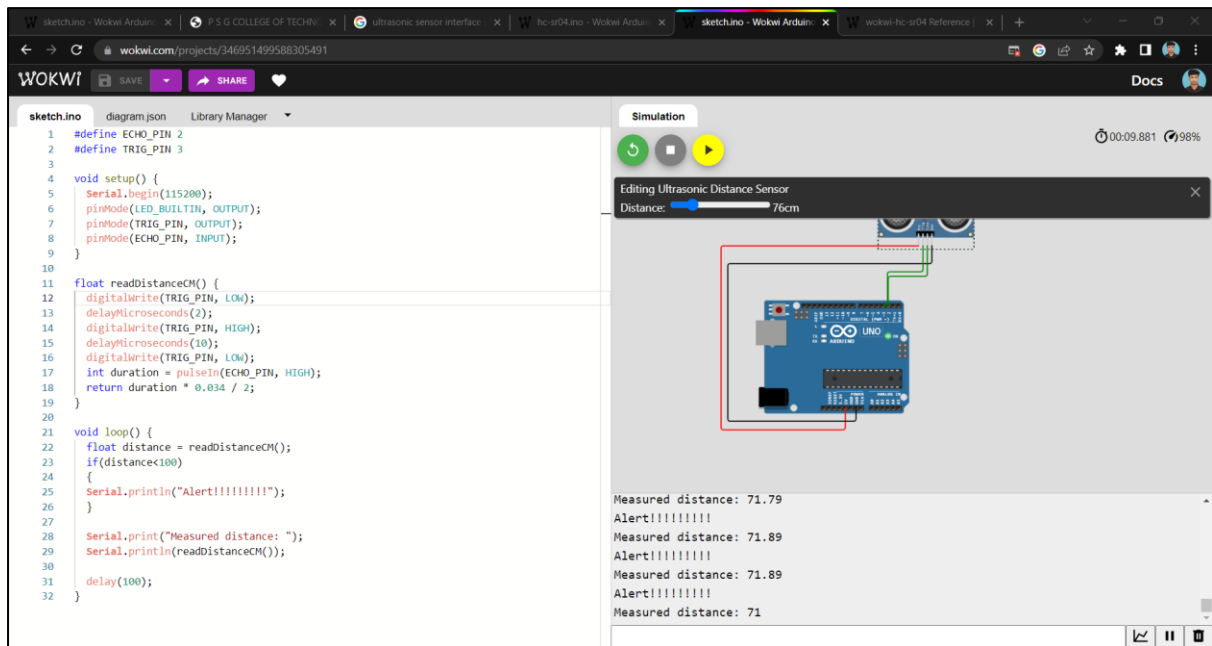 sketch.ino - Wokwi Arduino
P S G COLLEGE OF TECHNO
ultrasonic sensor interface
hc-sr04.ino - Wokwi Arduin
sketch.ino - Wokwi Arduino
wokwi-hc-sr04 Reference |
wokwi.com/projects/346951499588305491
WOKWI
SAVE
SHARE
Docs
sketch.ino
diagram.json
Library Manager
1 #define ECHO_PIN 2
2 #define TRIG_PIN 3
3
4 void setup() {
5 Serial.begin(115200);
6 pinMode(LED_BUILTIN, OUTPUT);
7 pinMode(TRIG_PIN, OUTPUT);
8 pinMode(ECHO_PIN, INPUT);
9 }
10
11 float readDistanceCM() {
12 digitalWrite(TRIG_PIN, LOW);
13 delayMicroseconds(2);
14 digitalWrite(TRIG_PIN, HIGH);
15 delayMicroseconds(10);
16 digitalWrite(TRIG_PIN, LOW);
17 int duration = pulseIn(ECHO_PIN, HIGH);
18 return duration * 0.034 / 2;
19 }
20
21 void loop() {
22 float distance = readDistanceCM();
23 if(distance<100)
24 {
25 Serial.println("Alert!!!!!!!!!");
26 }
27
28 Serial.print("Measured distance: ");
29 Serial.println(readDistanceCM());
30
31 delay(100);
32 }
Simulation
00:09.881 98%
Editing Ultrasonic Distance Sensor
Distance: 76cm
UNO
ARDUINO
Measured distance: 71.79
Alert!!!!!!!!!
Measured distance: 71.89
Alert!!!!!!!!!
Measured distance: 71.89
Alert!!!!!!!!!
Measured distance: 71